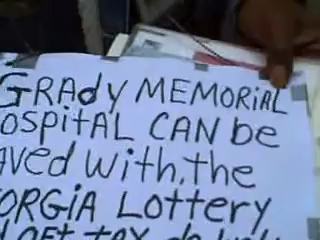 GRAdy MEMORiAL
OSpitAL CAN be
AVED with.the
ORGiA Lottery